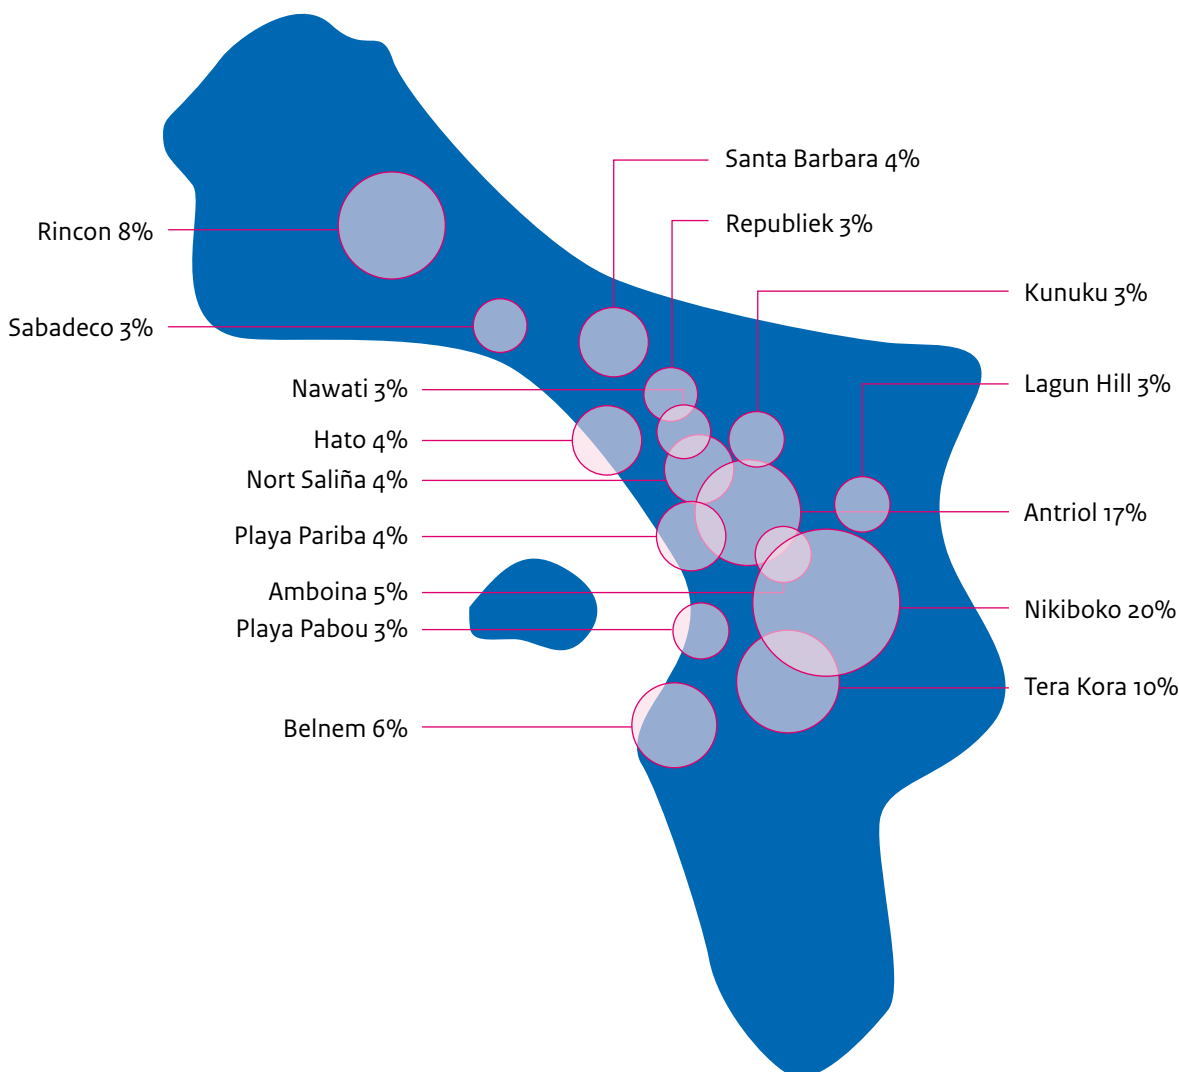 Santa Barbara 4%
Republiek 3%
Rincon 8%
Kunuku 3%
Sabadeco 3%
Lagun Hill 3%
Nawati 3%
Hato 4%
Nort Saliña 4%
Antriol 17%
Playa Pariba 4%
Amboina 5%
Nikiboko 20%
Playa Pabou 3%
Tera Kora 10%
Belnem 6%